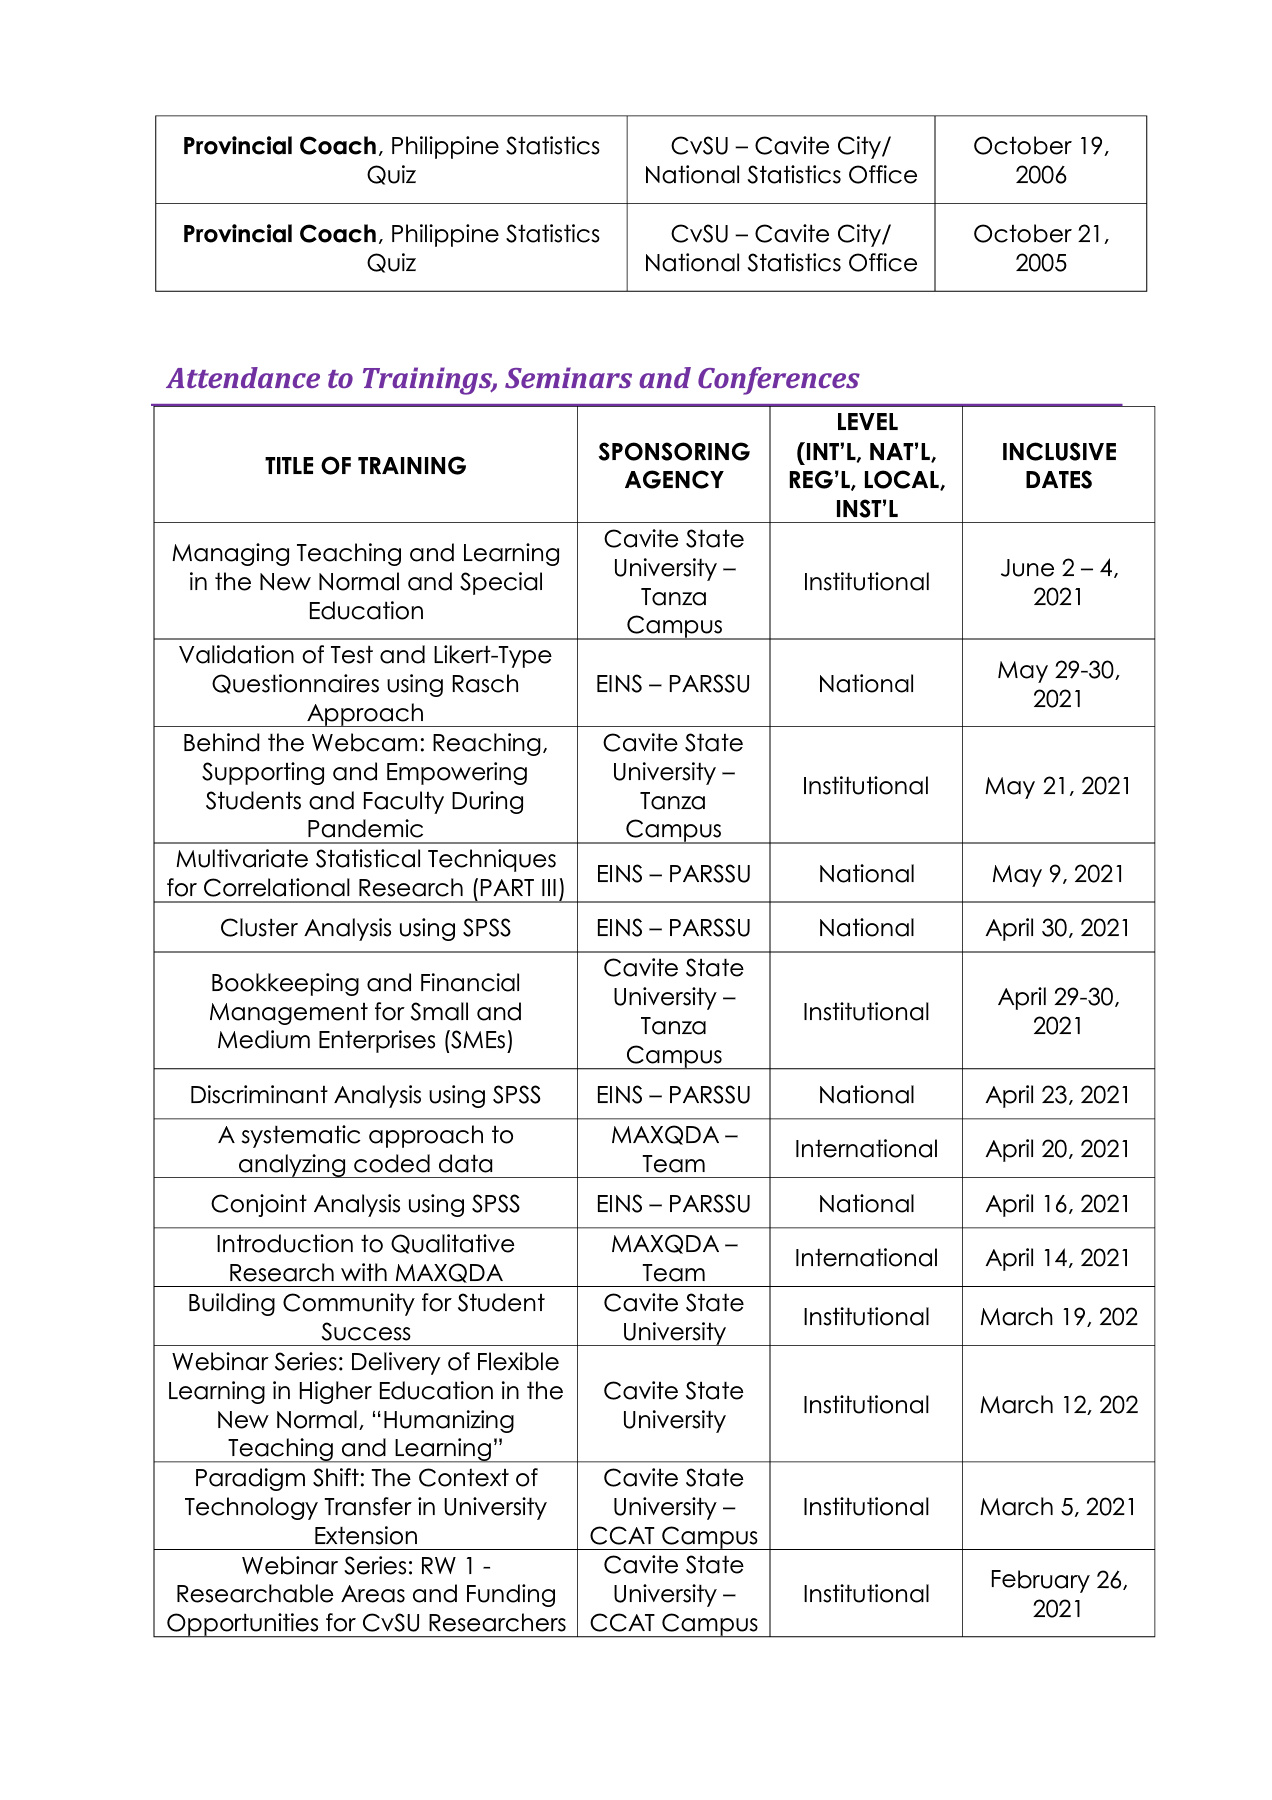 Provincial Coach, Philippine Statistics
Quiz
CvSU – Cavite City/
National Statistics Office
October 19,
2006
Provincial Coach, Philippine Statistics
Quiz
CvSU – Cavite City/
National Statistics Office
October 21,
2005
Attendance to Trainings, Seminars and Conferences
TITLE OF TRAINING
SPONSORING
AGENCY
LEVEL
(INT’L, NAT’L,
REG’L, LOCAL,
INST’L
INCLUSIVE
DATES
Managing Teaching and Learning
in the New Normal and Special
Education
Cavite State
University –
Tanza
Campus
Institutional
June 2 – 4,
2021
Validation of Test and Likert-Type
Questionnaires using Rasch
Approach
EINS – PARSSU
National
May 29-30,
2021
Behind the Webcam: Reaching,
Supporting and Empowering
Students and Faculty During
Pandemic
Cavite State
University –
Tanza
Campus
Institutional
May 21, 2021
Multivariate Statistical Techniques
for Correlational Research (PART III)
EINS – PARSSU
National
May 9, 2021
Cluster Analysis using SPSS
EINS – PARSSU
National
April 30, 2021
Bookkeeping and Financial
Management for Small and
Medium Enterprises (SMEs)
Cavite State
University –
Tanza
Campus
Institutional
April 29-30,
2021
Discriminant Analysis using SPSS
EINS – PARSSU
National
April 23, 2021
A systematic approach to
analyzing coded data
MAXQDA –
Team
International
April 20, 2021
Conjoint Analysis using SPSS
EINS – PARSSU
National
April 16, 2021
Introduction to Qualitative
Research with MAXQDA
MAXQDA –
Team
International
April 14, 2021
Building Community for Student
Success
Cavite State
University
Institutional
March 19, 202
Webinar Series: Delivery of Flexible
Learning in Higher Education in the
New Normal, “Humanizing
Teaching and Learning”
Cavite State
University
Institutional
March 12, 202
Paradigm Shift: The Context of
Technology Transfer in University
Extension
Cavite State
University –
CCAT Campus
Institutional
March 5, 2021
Webinar Series: RW 1 -
Researchable Areas and Funding
Opportunities for CvSU Researchers
Cavite State
University –
CCAT Campus
Institutional
February 26,
2021